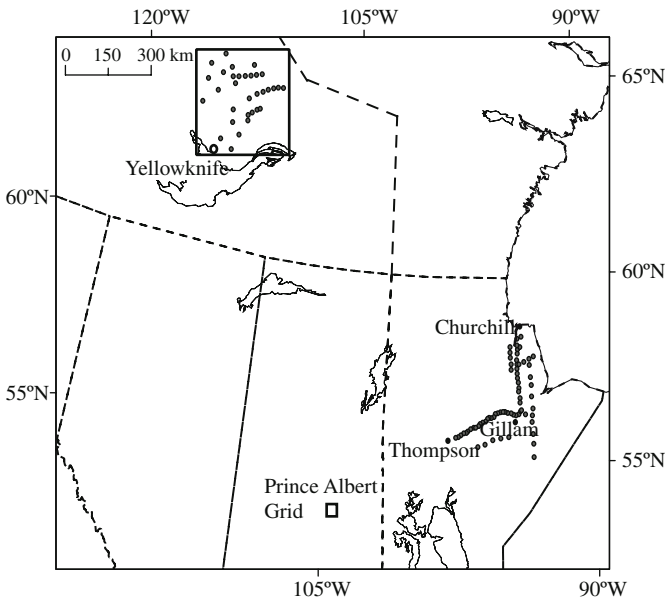 120ºW 105ºW 90ºW
0 150 300 km
65ºN
Yellowknife
60ºN
60ºN
Churchill
55ºN
Gillam
Thompson
55ºN
Prince Albert
Grid
105ºW 90ºW